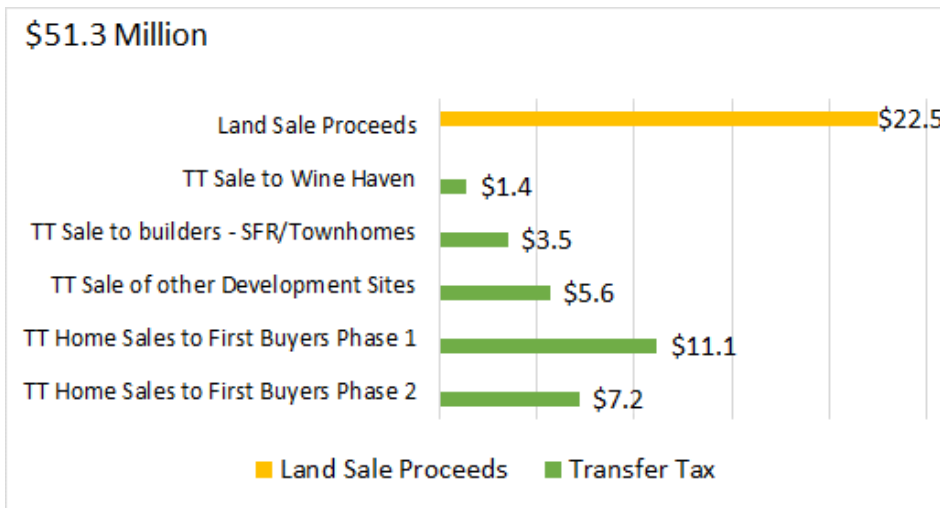 $51.3 Million
Land Sale Proceeds $22.5
TT Sale to Wine Haven $1.4
TT Sale to builders - SFR/Townhomes $3.5
TT Sale of other Development Sites $5.6
TT Home Sales to First Buyers Phase 1 $11.1
TT Home Sales to First Buyers Phase 2 $7.2
Land Sale Proceeds Transfer Tax